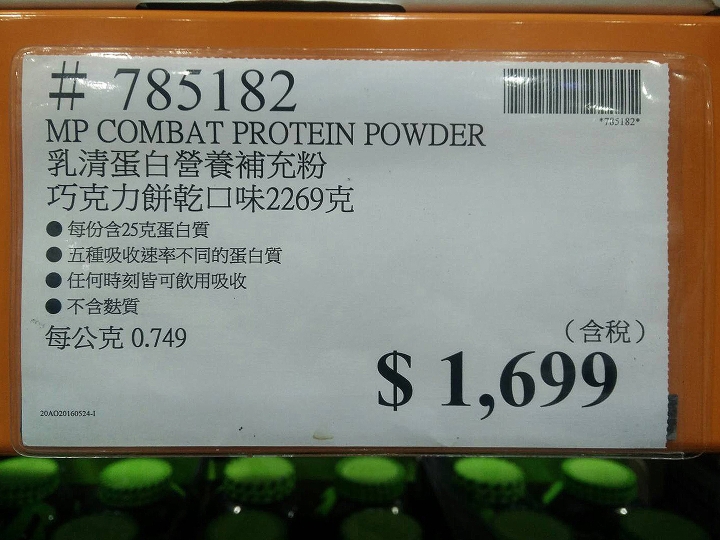 # 785182
*785182*
MP COMBAT PROTEIN POWDER
乳清蛋白營養補充粉
巧克力餅乾口味2269克
● 每份含25克蛋白質
● 五種吸收速率不同的蛋白質
● 任何時刻皆可飲用吸收
● 不含麩質
每公克 0.749
（含稅）
$ 1,699
20AO20160524-1